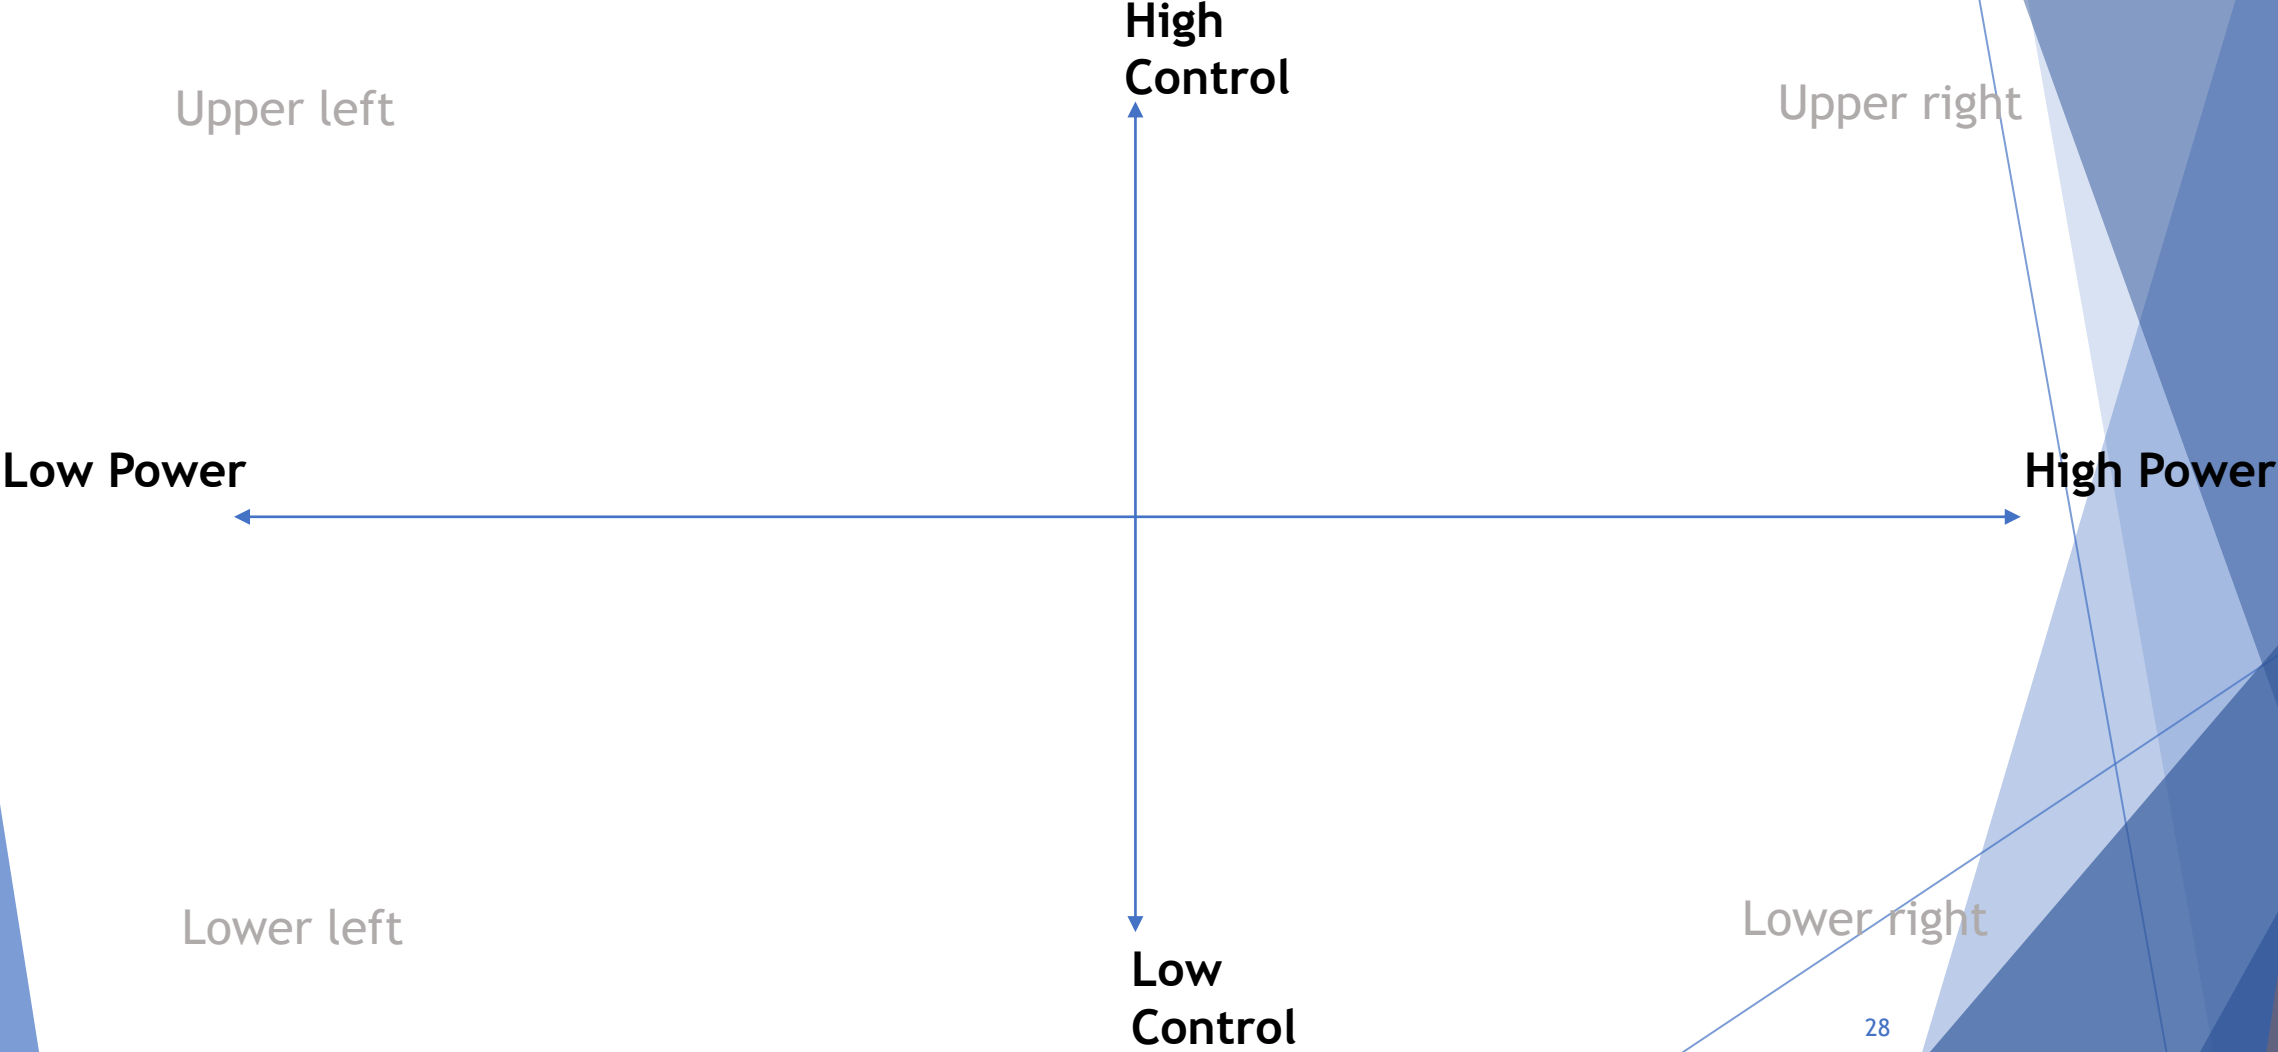 High
Control
Upper left
Upper right
Low Power
High Power
Lower left
Lower right
Low
Control
28